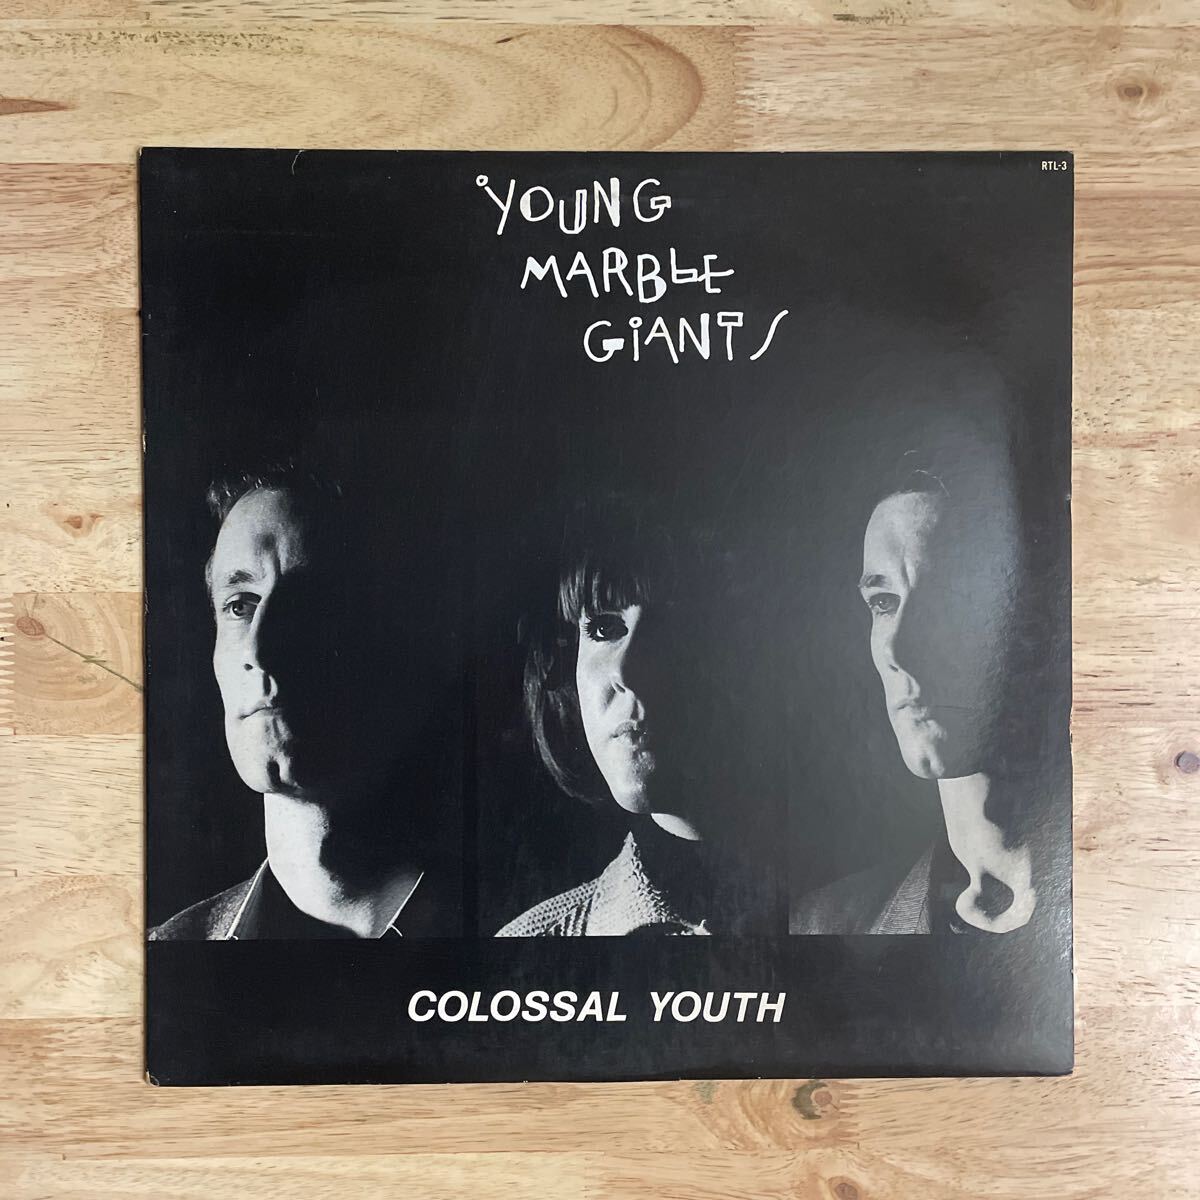 RTL-3
YOUNG
MARBLE
GIANTS
COLOSSAL YOUTH